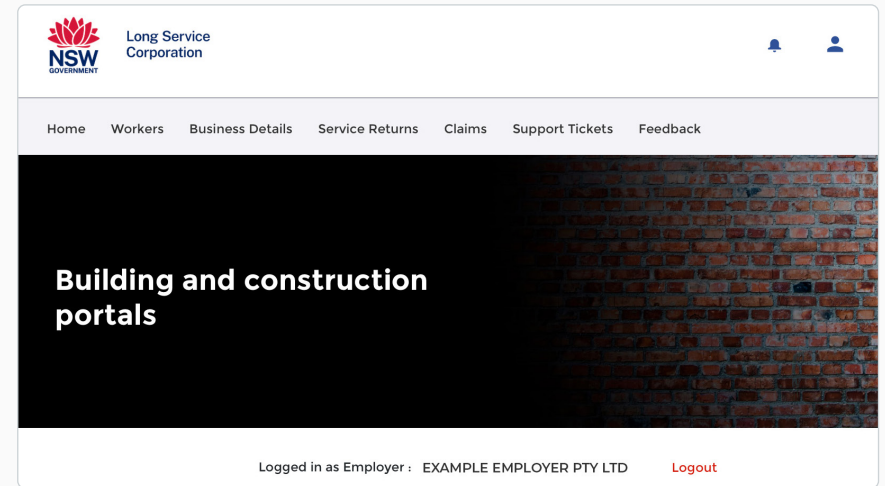 NSW
GOVERNMENT
Long Service
Corporation
Home Workers Business Details Service Returns Claims Support Tickets Feedback
Building and construction
portals
Logged in as Employer : EXAMPLE EMPLOYER PTY LTD Logout